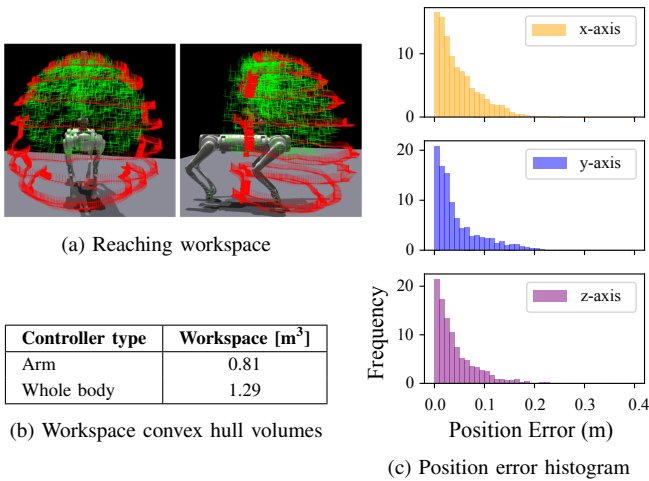 (a) Reaching workspace
Controller type Workspace [m³]
Arm 0.81
Whole body 1.29
(b) Workspace convex hull volumes
10
0
x-axis
20
10
0
y-axis
20
10
0
z-axis
Frequency
0.0 0.1 0.2 0.3 0.4
Position Error (m)
(c) Position error histogram